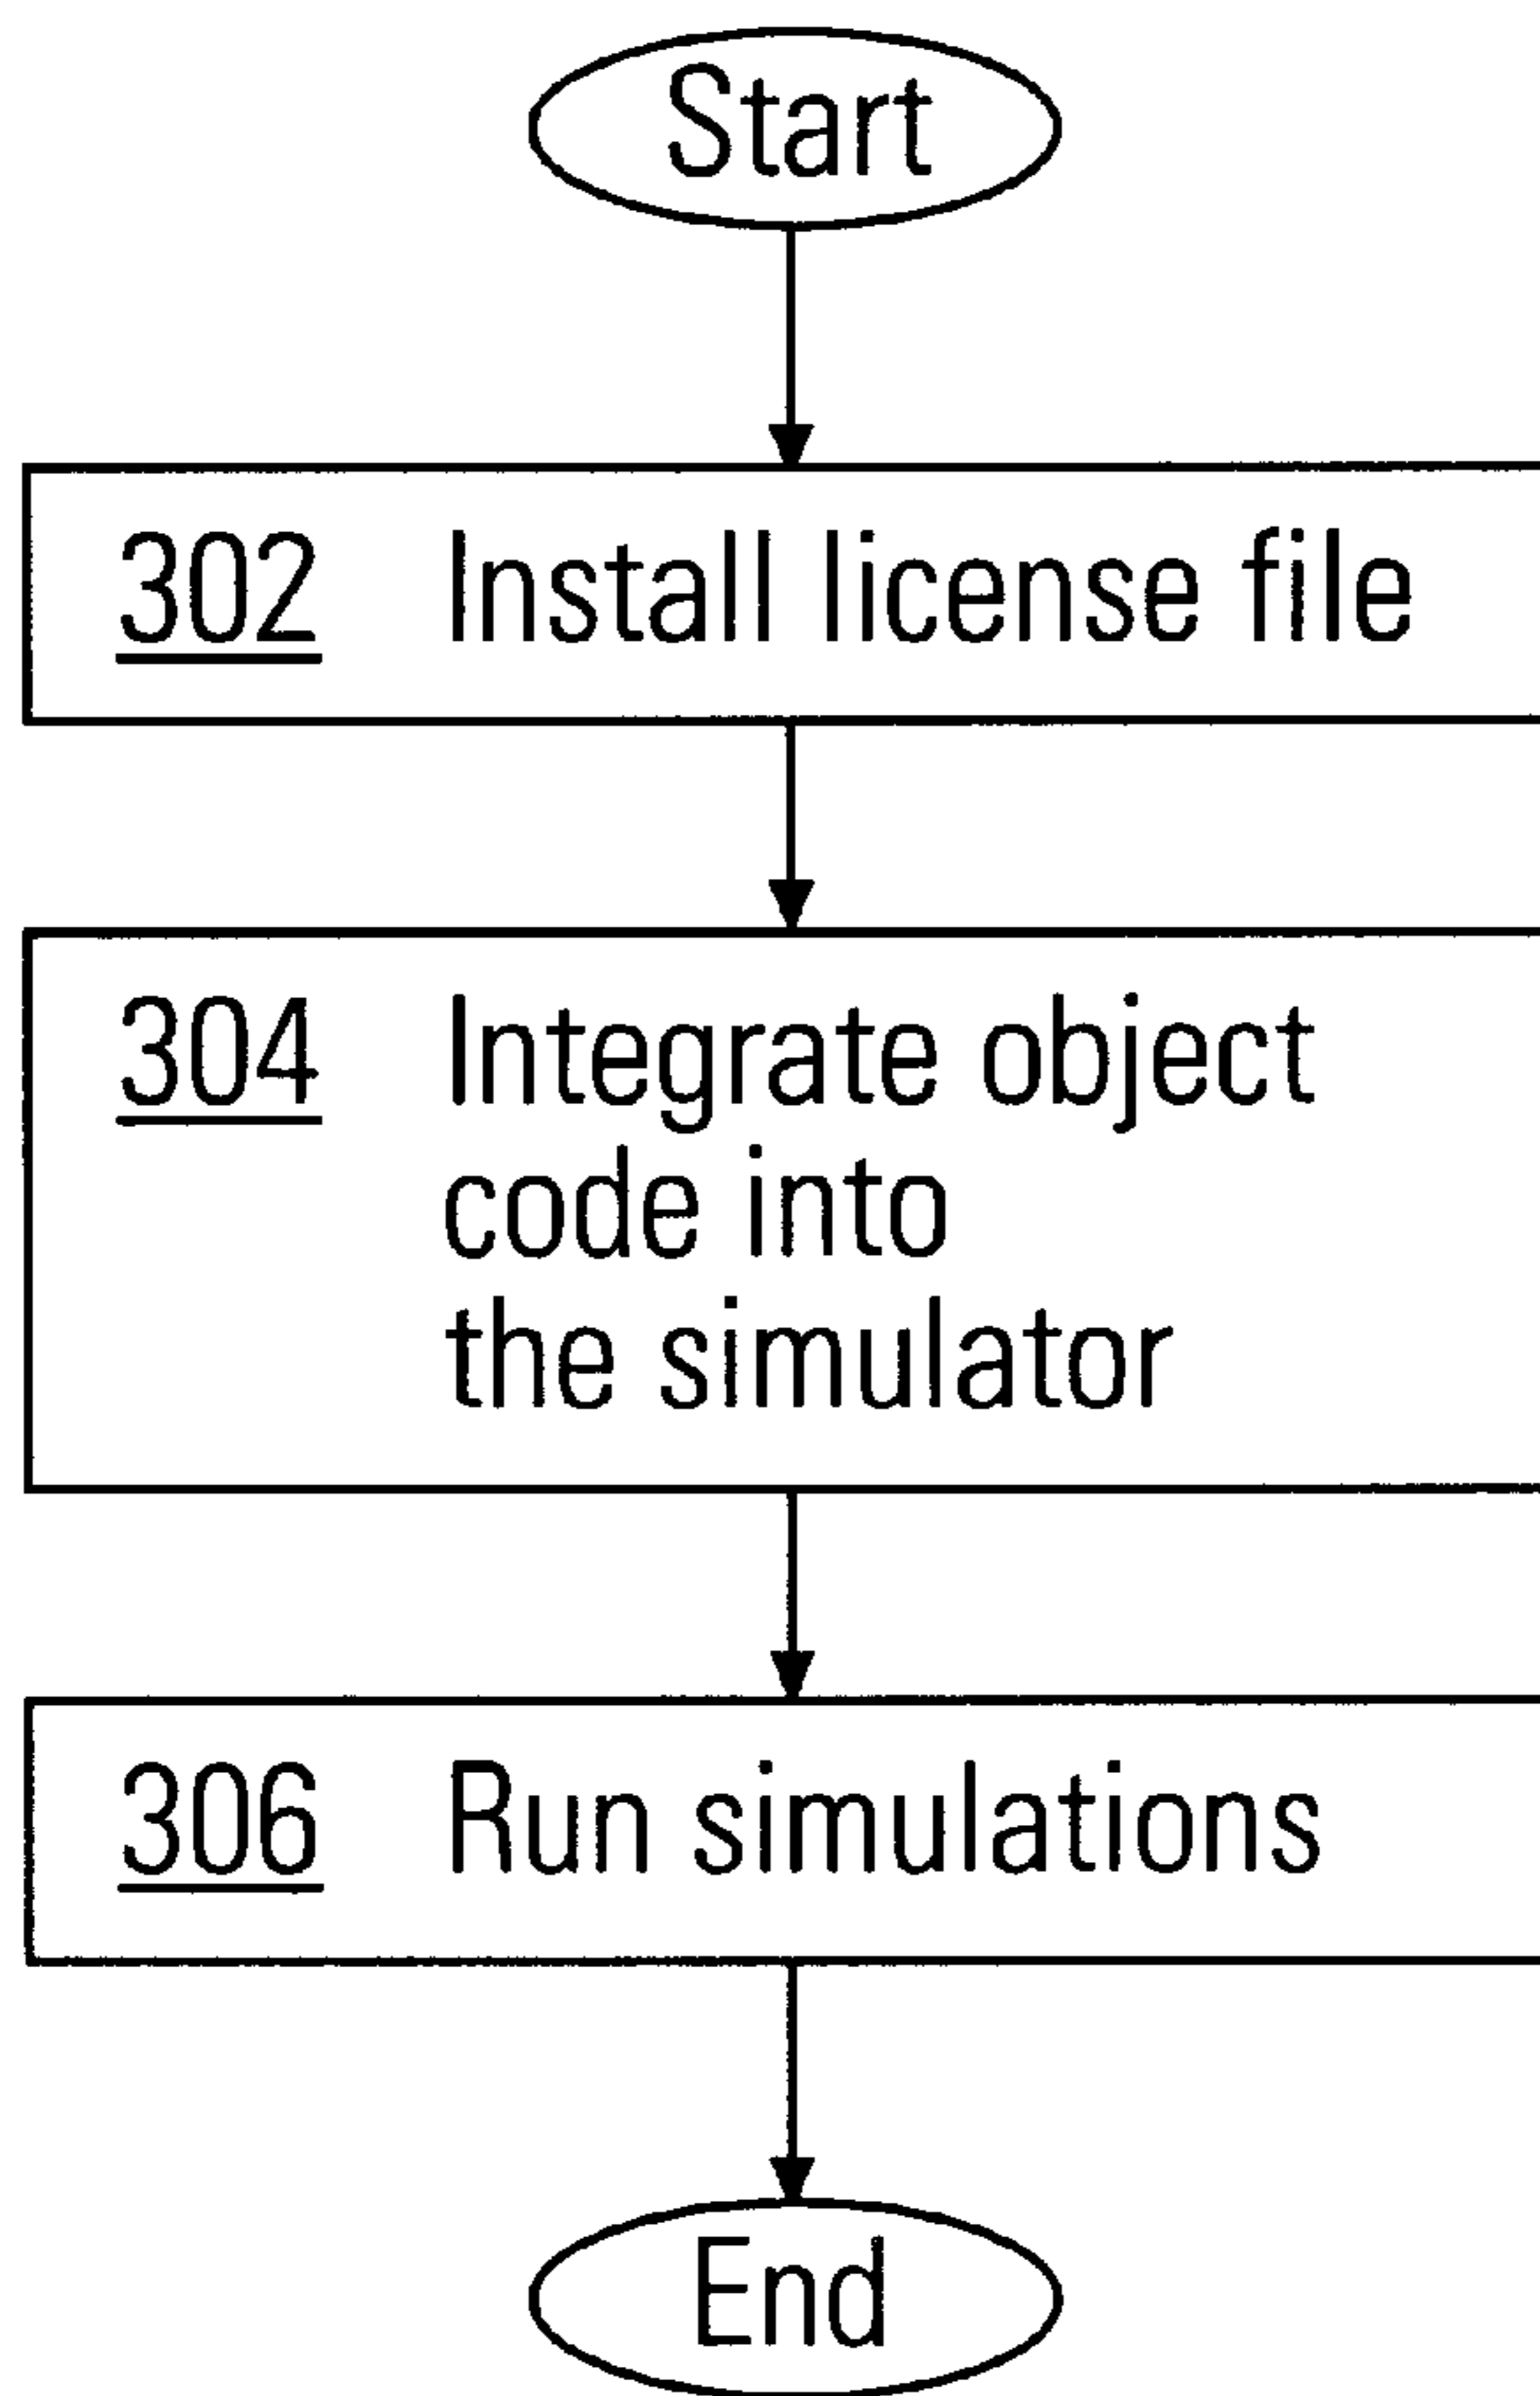 Start
302 Install license file
304 Integrate object
code into
the simulator
306 Run simulations
End